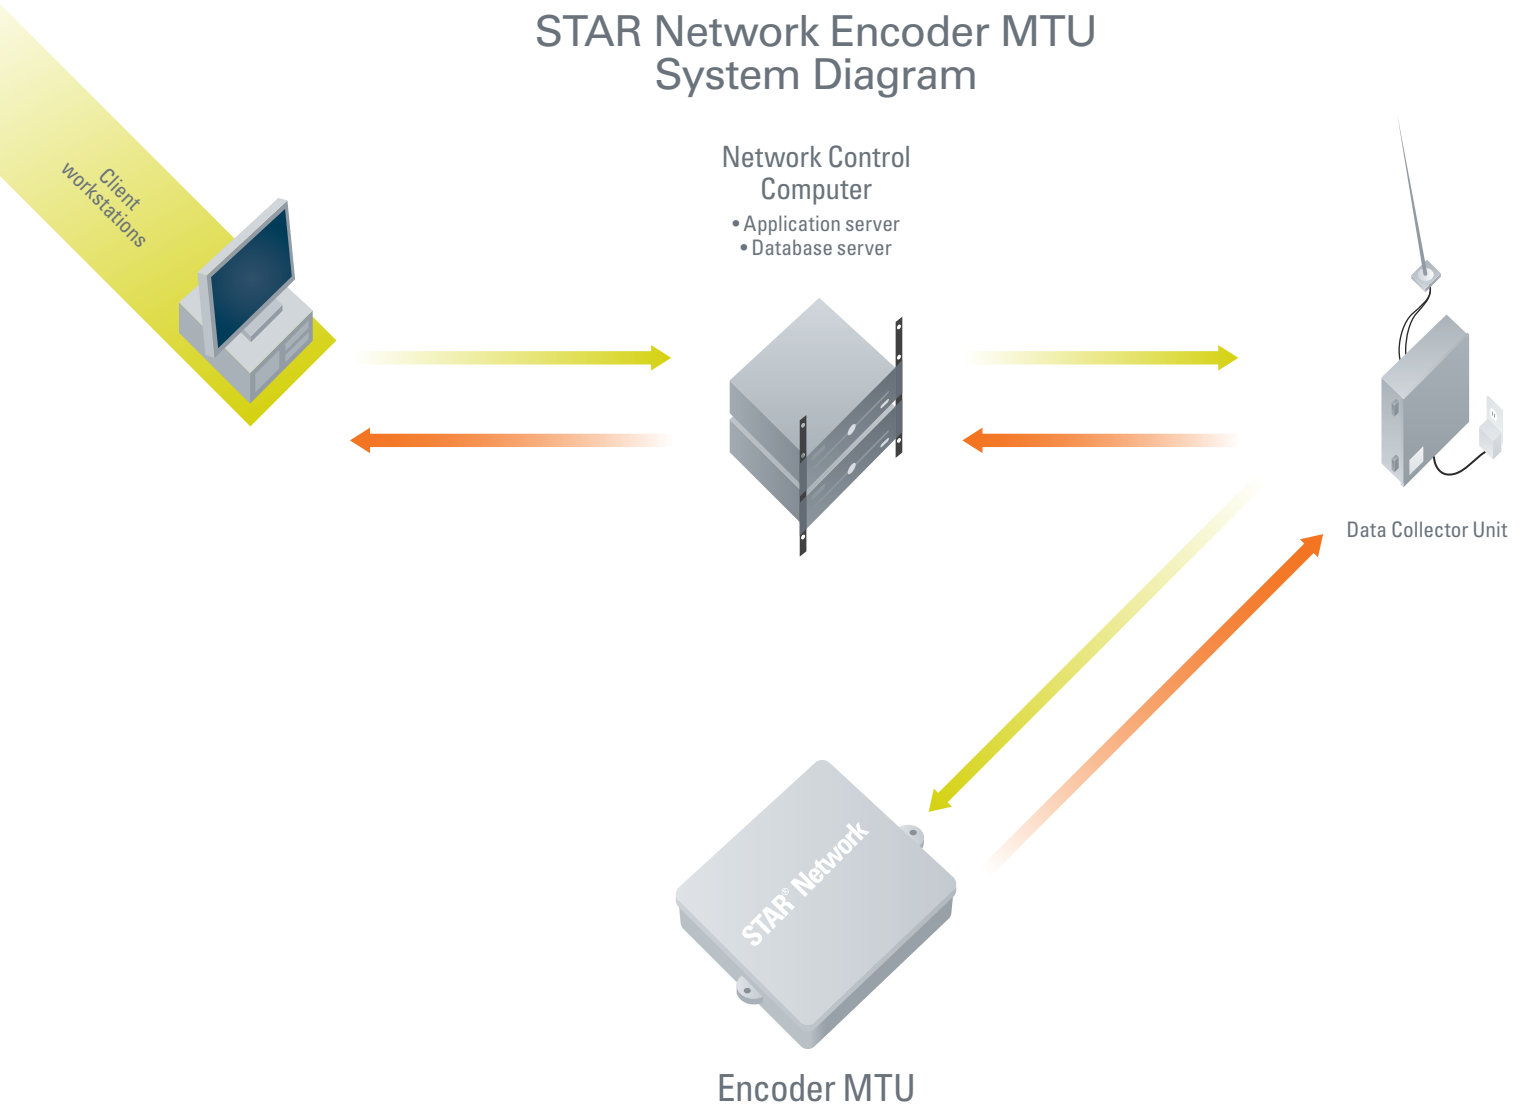 STAR Network Encoder MTU
System Diagram
Client
workstations
Network Control
Computer
• Application server
• Database server
Data Collector Unit
STAR® Network
Encoder MTU